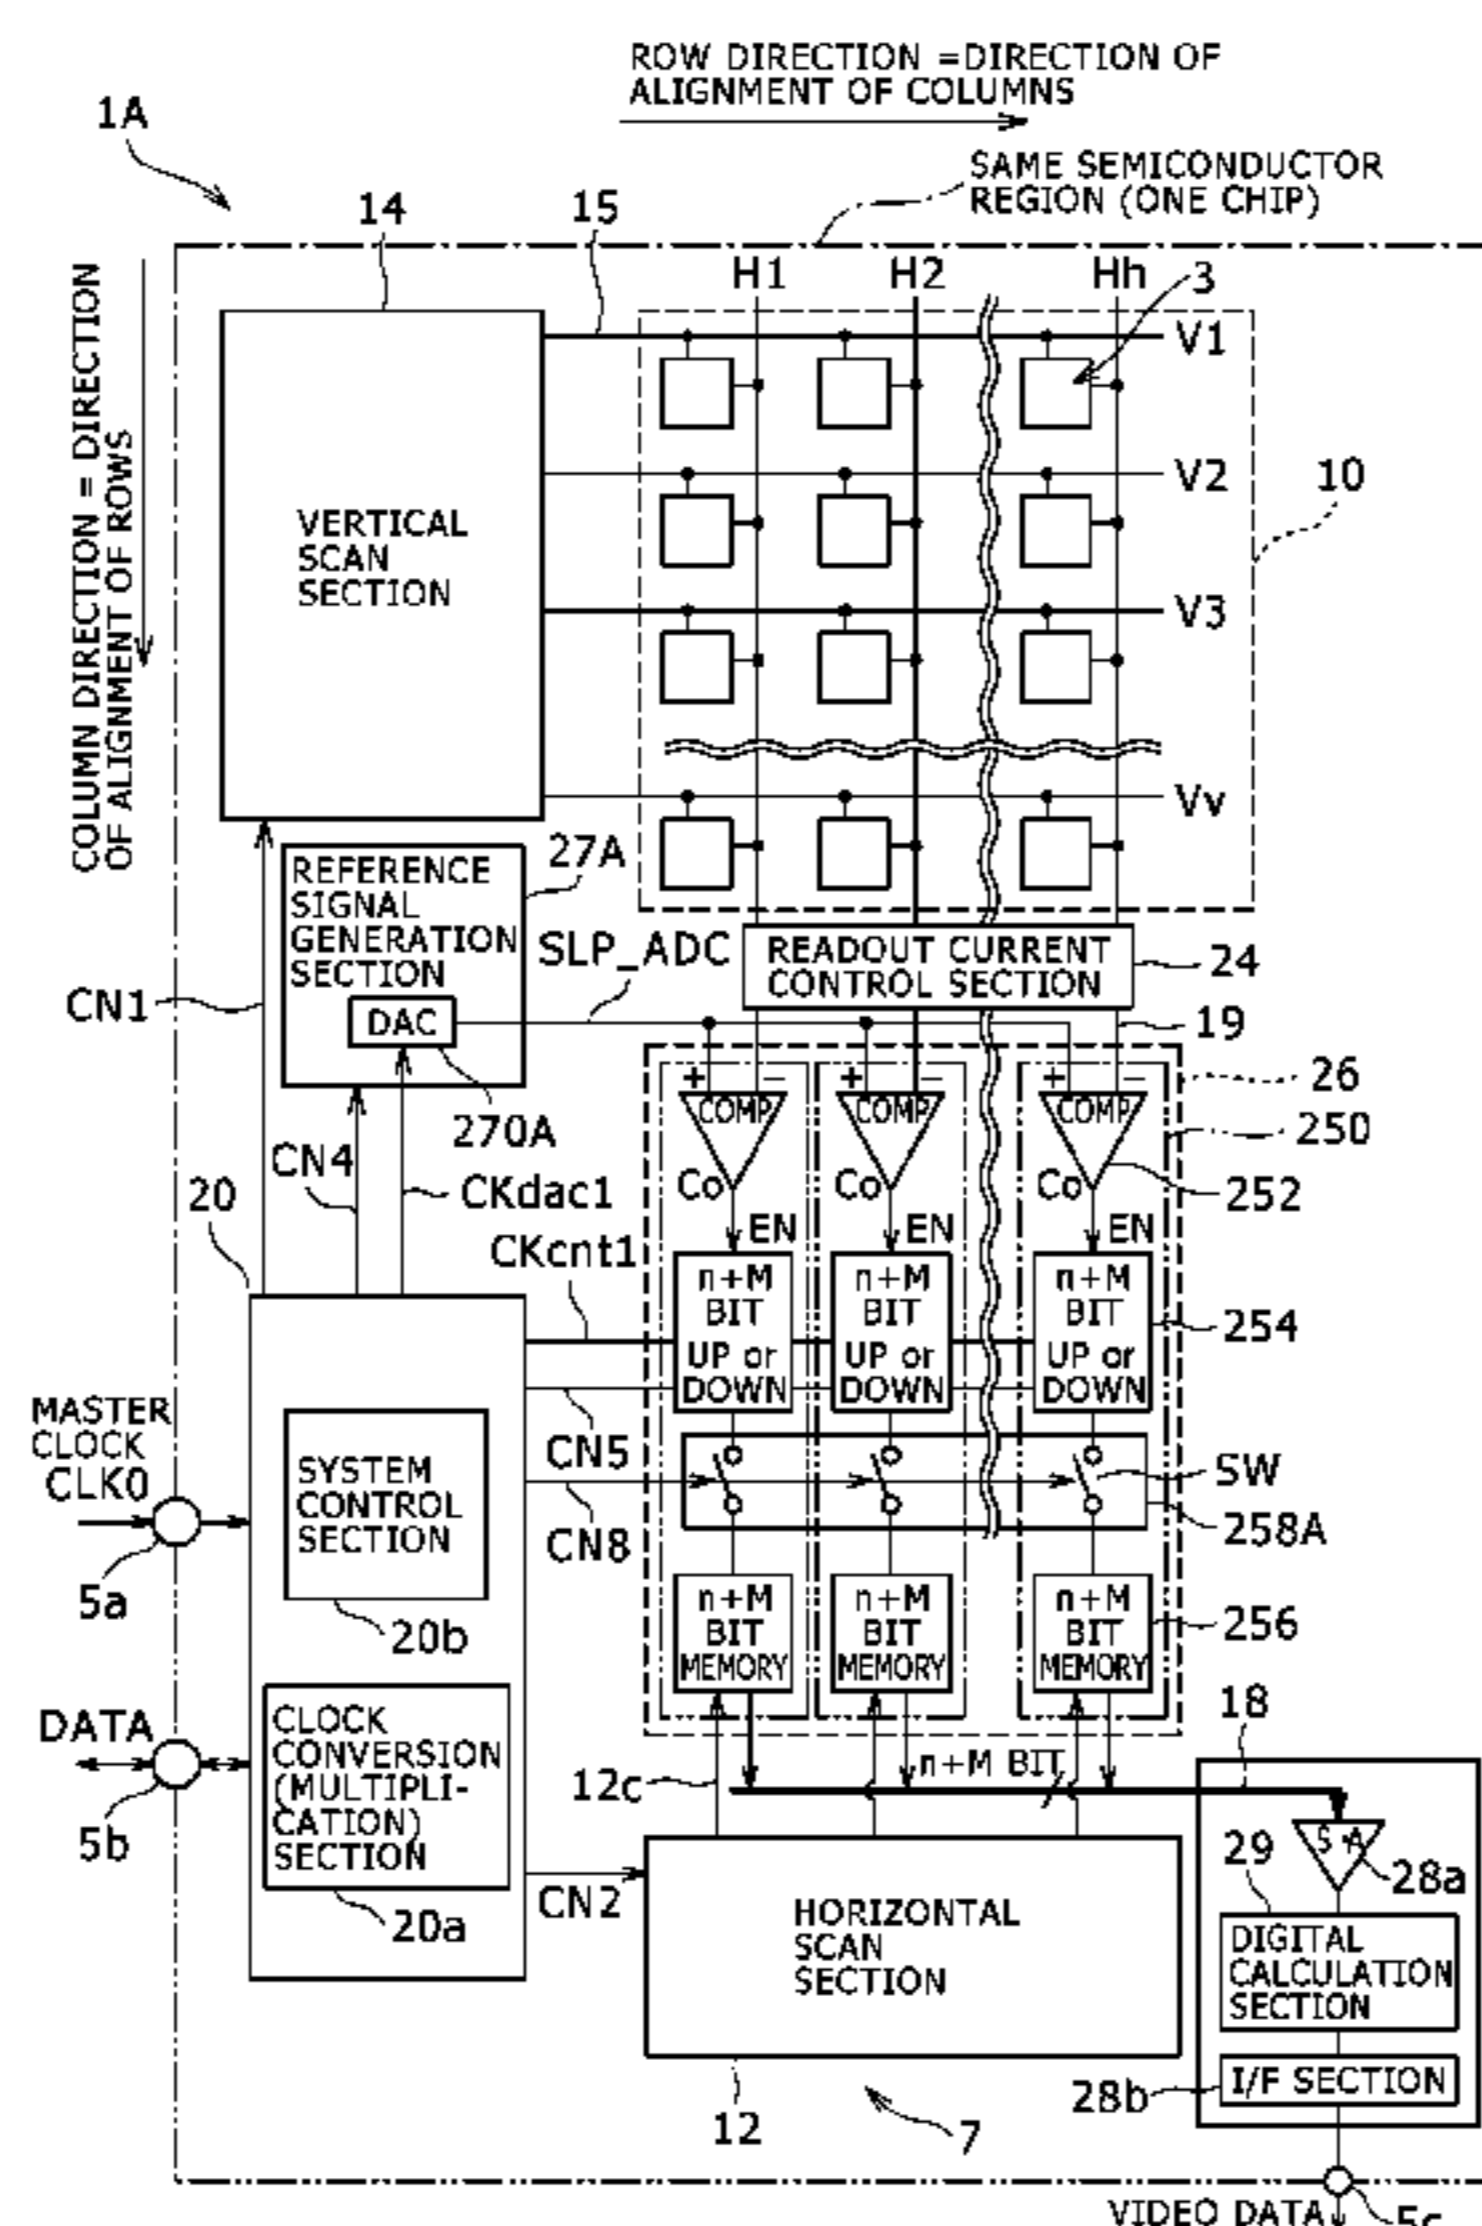 ROW DIRECTION =DIRECTION OF
ALIGNMENT OF COLUMNS
1A
SAME SEMICONDUCTOR
REGION (ONE CHIP)
14
15
COLUMN DIRECTION = DIRECTION
OF ALIGNMENT OF ROWS
H1
H2
Hh
3
V1
V2
10
VERTICAL
SCAN
SECTION
V3
Vv
27A
REFERENCE
SIGNAL
GENERATION
SECTION
SLP_ADC
READOUT CURRENT
CONTROL SECTION
24
CN1
DAC
19
+ − + − + −
26
COMP COMP COMP
270A
250
CN4
Co Co Co
252
20
CKdac1
EN EN EN
CKcnt1
n+M n+M n+M
BIT BIT BIT
254
UP or UP or UP or
DOWN DOWN DOWN
MASTER
CLOCK
CLK0
CN5
SYSTEM
CONTROL
SECTION
SW
CN8
258A
5a
n+M n+M n+M
256
20b
BIT BIT BIT
MEMORY MEMORY MEMORY
DATA
18
CLOCK
CONVERSION
(MULTIPLI-
CATION)
SECTION
n+M BIT
12c
5b
S·A
29
28a
20a
CN2
HORIZONTAL
SCAN
SECTION
DIGITAL
CALCULATION
SECTION
28b
I/F SECTION
12
7
VIDEO DATA
5c